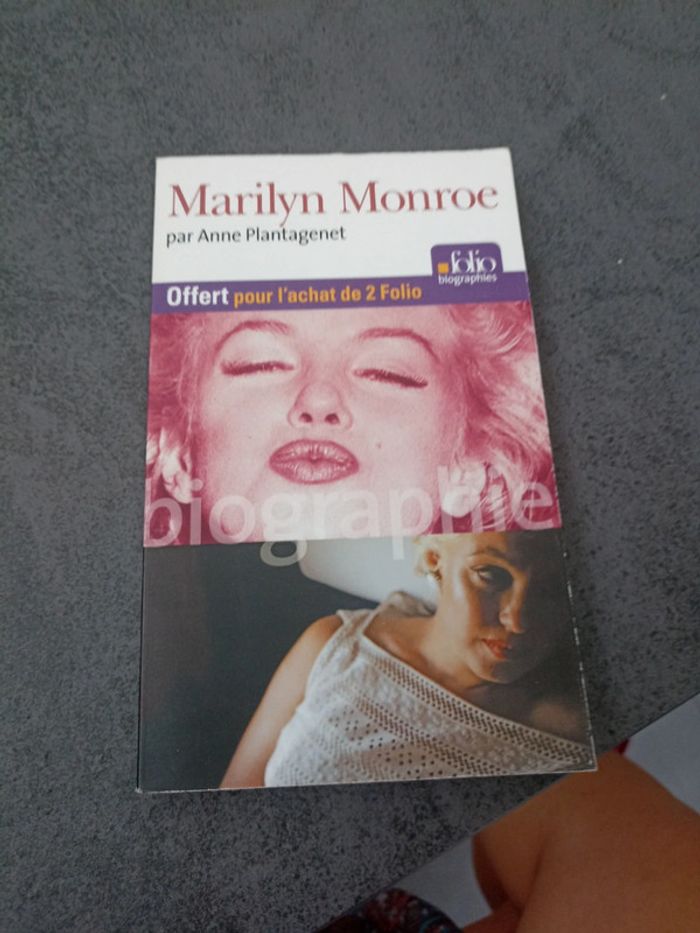 Marilyn Monroe
par Anne Plantagenet
folio
biographies
Offert pour l'achat de 2 Folio
biographie